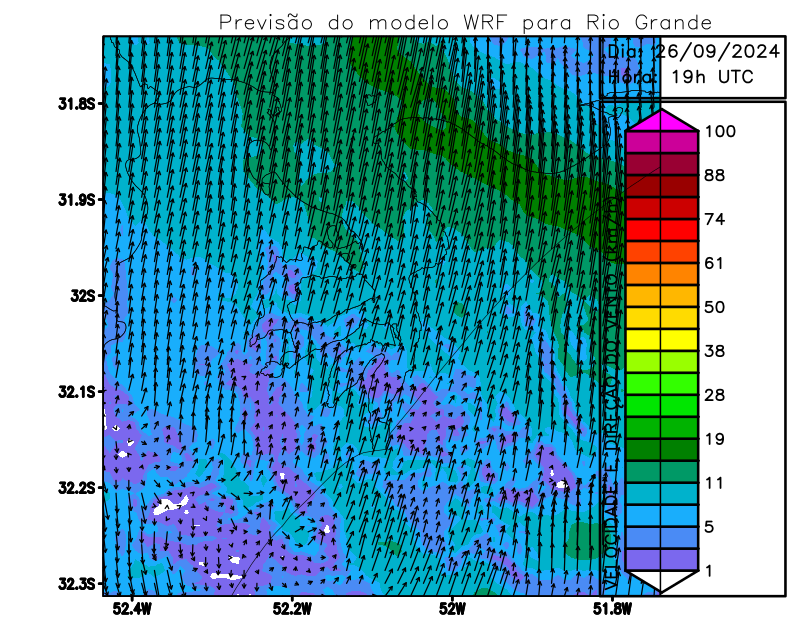 Previsão do modelo WRF para Rio Grande
Dia: 26/09/2024
Hora: 19h UTC
31.8S
31.9S
32S
32.1S
32.2S
32.3S
52.4W
52.2W
52W
51.8W
VELOCIDADE E DIREÇÃO DO VENTO (km/h)
100
88
74
61
50
38
28
19
11
5
1